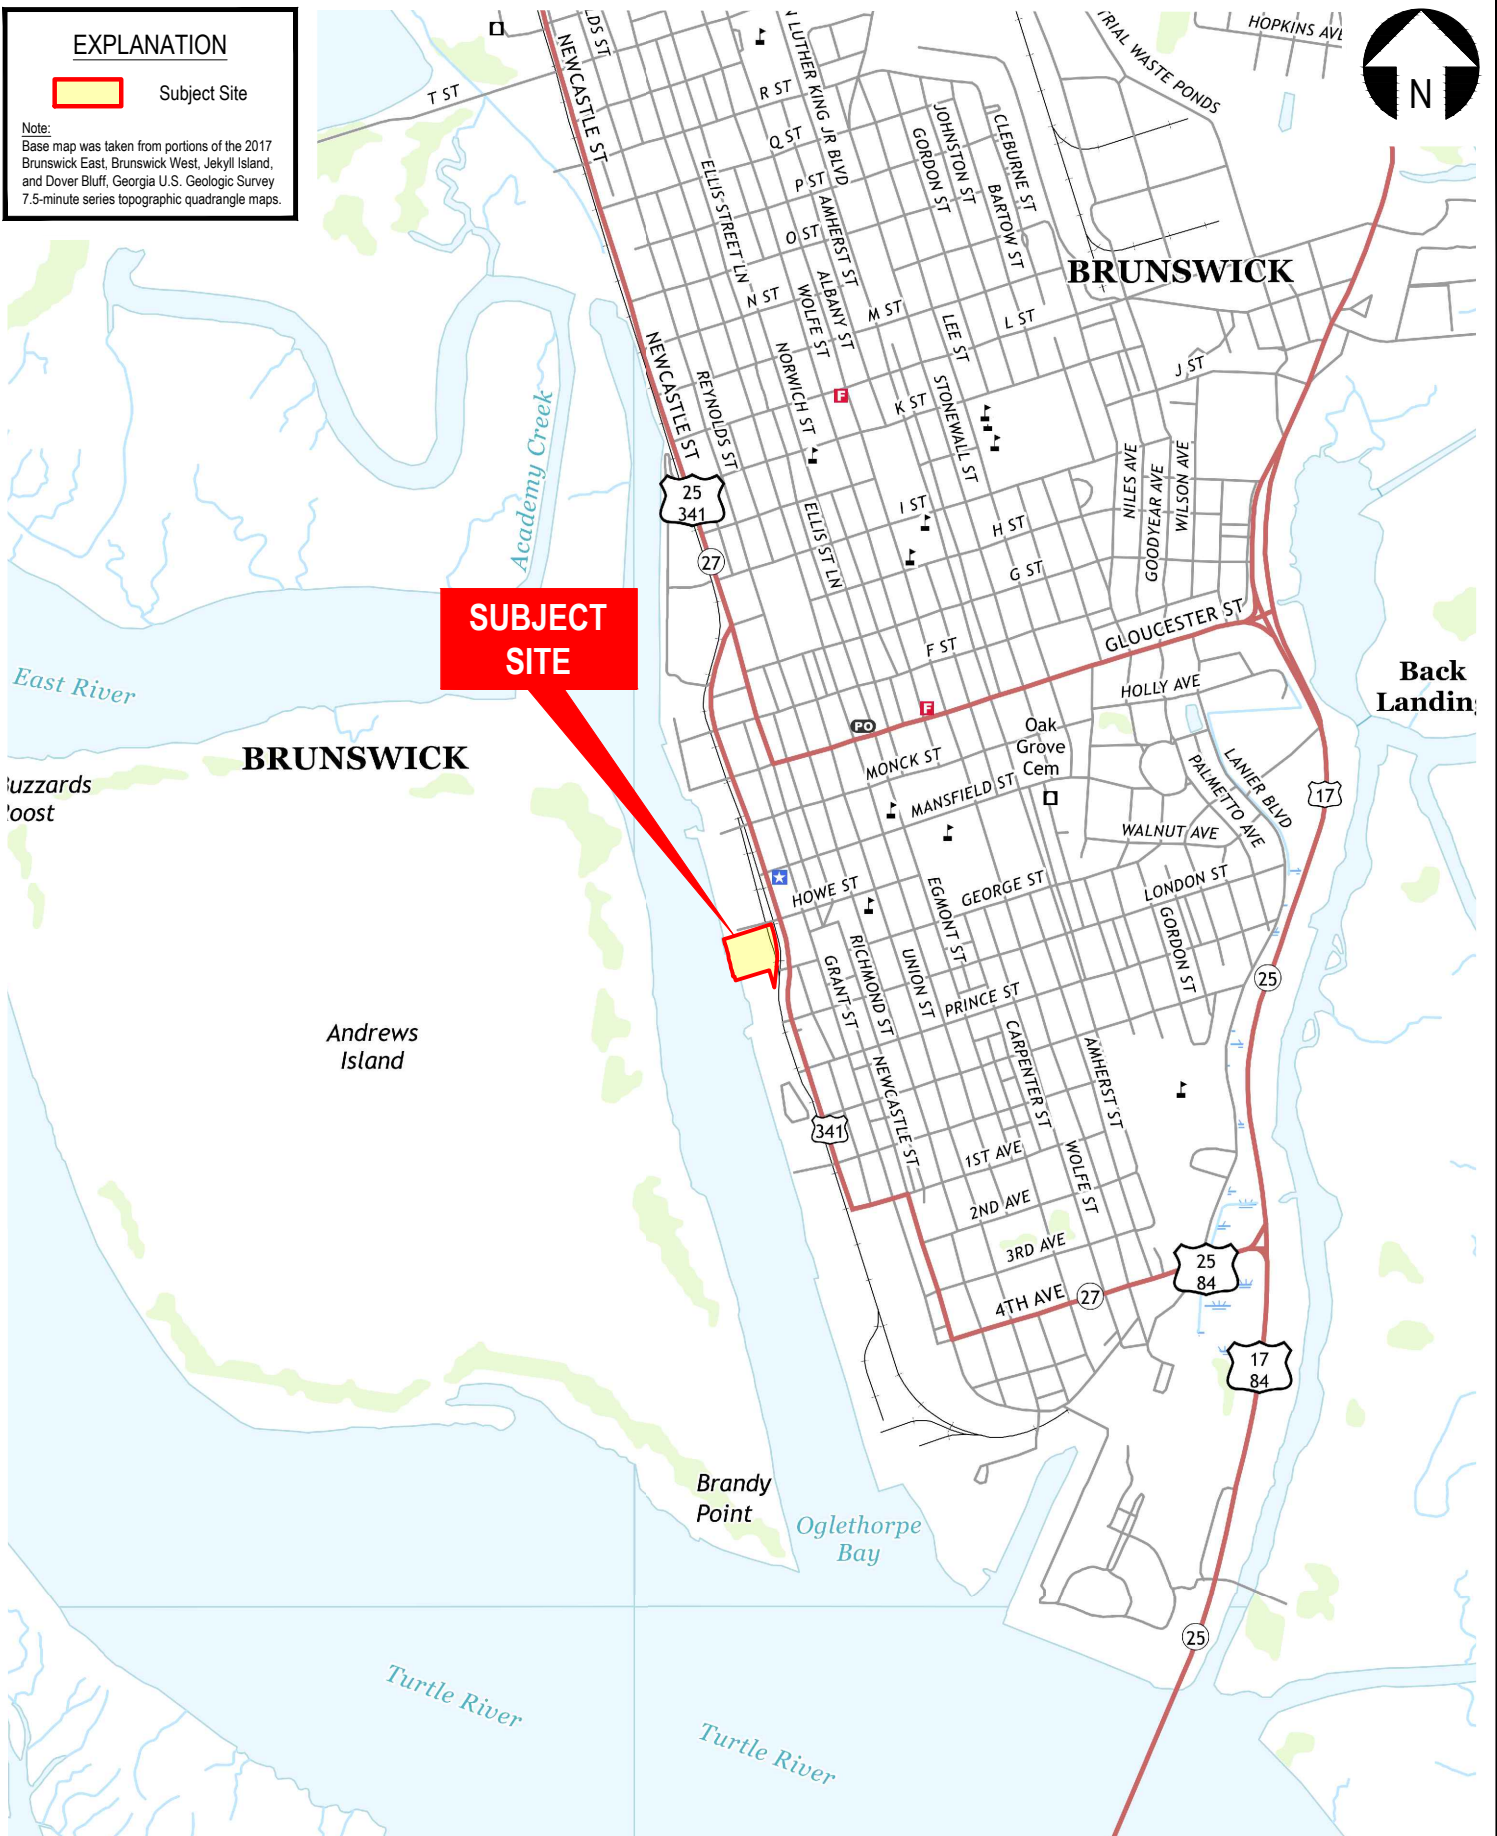 EXPLANATION
Subject Site
Note:
Base map was taken from portions of the 2017
Brunswick East, Brunswick West, Jekyll Island,
and Dover Bluff, Georgia U.S. Geologic Survey
7.5-minute series topographic quadrangle maps.
N
HOPKINS AVE
TRIAL WASTE PONDS
LDS ST
N LUTHER KING JR BLVD
NEWCASTLE ST
T ST
R ST
Q ST
P ST
O ST
N ST
M ST
L ST
K ST
J ST
I ST
H ST
G ST
F ST
JOHNSTON ST
GORDON ST
CLEBURNE ST
BARTOW ST
ELLIS STREET LN
AMHERST ST
ALBANY ST
WOLFE ST
LEE ST
BRUNSWICK
NEWCASTLE ST
REYNOLDS ST
NORWICH ST
STONEWALL ST
F
NILES AVE
GOODYEAR AVE
WILSON AVE
25
341
27
ELLIS ST LN
Academy Creek
SUBJECT
SITE
GLOUCESTER ST
East River
HOLLY AVE
Back
Landin
F
PO
Oak
Grove
Cem
MONCK ST
MANSFIELD ST
LANIER BLVD
PALMETTO AVE
WALNUT AVE
17
BRUNSWICK
uzzards
oost
HOWE ST
GEORGE ST
EGMONT ST
LONDON ST
GORDON ST
GRANT ST
RICHMOND ST
UNION ST
PRINCE ST
25
Andrews
Island
CARPENTER ST
AMHERST ST
NEWCASTLE ST
341
1ST AVE
WOLFE ST
2ND AVE
3RD AVE
4TH AVE
27
25
84
17
84
Brandy
Point
Oglethorpe
Bay
25
Turtle River
Turtle River